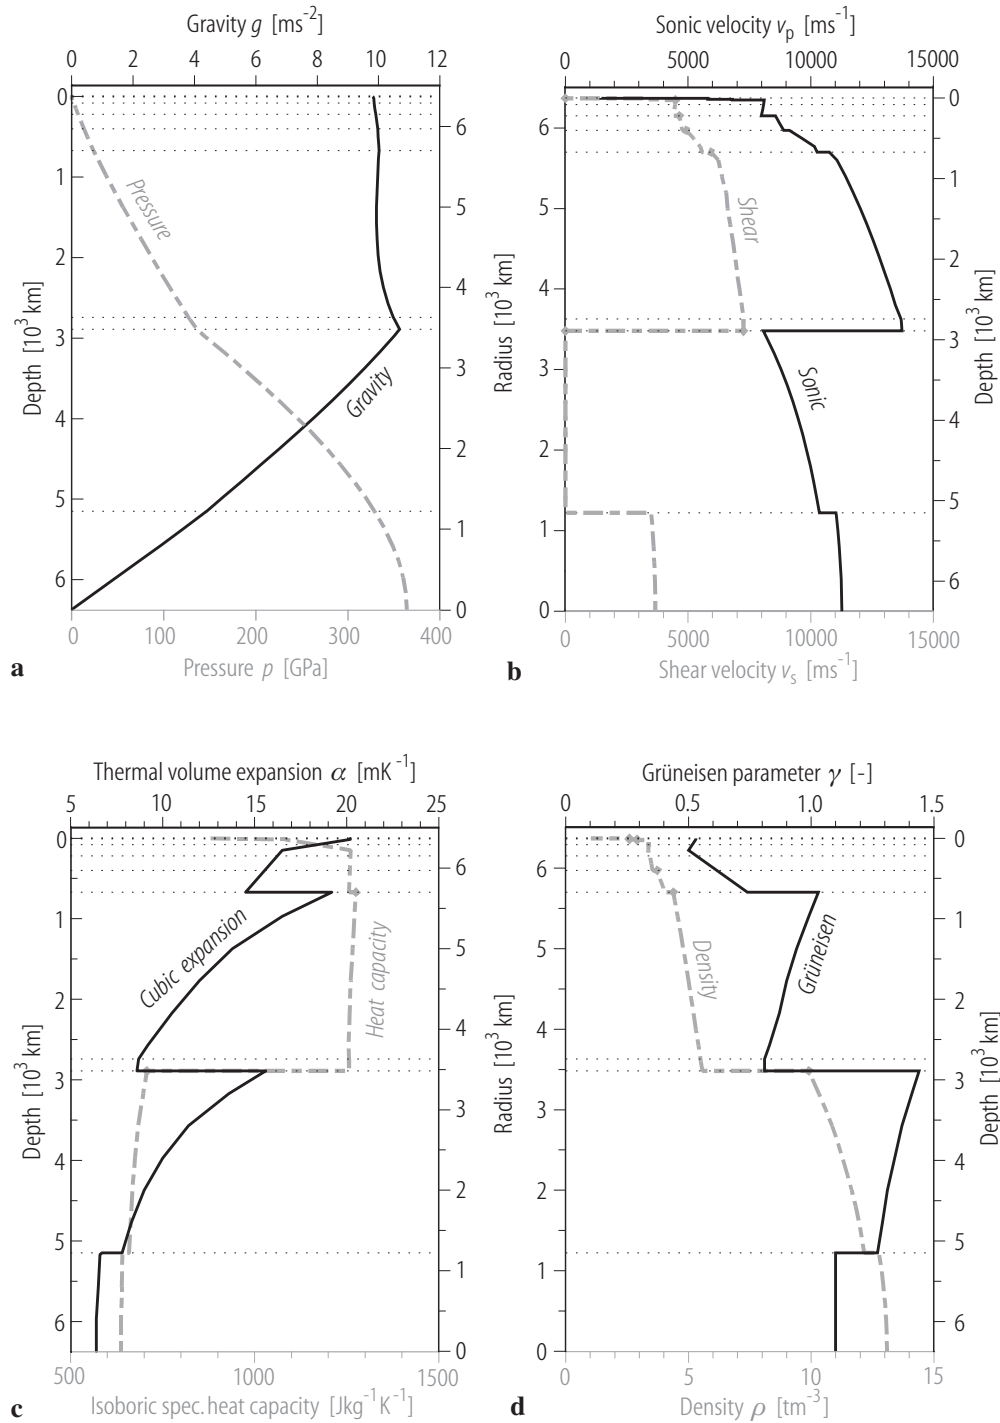 Gravity g [ms-2]
0 2 4 6 8 10 12
0 1 2 3 4 5 6
Depth [10³ km]
6 5 4 3 2 1 0
Radius [10³ km]
Pressure
Gravity
0 100 200 300 400
Pressure p [GPa]
a
Sonic velocity vp [ms-1]
0 5000 10000 15000
6 5 4 3 2 1 0
0 1 2 3 4 5 6
Depth [10³ km]
Shear
Sonic
0 5000 10000 15000
Shear velocity vs [ms-1]
b
Thermal volume expansion α [mK-1]
5 10 15 20 25
0 1 2 3 4 5 6
Depth [10³ km]
6 5 4 3 2 1 0
Radius [10³ km]
Cubic expansion
Heat capacity
500 1000 1500
Isoboric spec. heat capacity [Jkg-1K-1]
c
Grüneisen parameter γ [-]
0 0.5 1.0 1.5
6 5 4 3 2 1 0
0 1 2 3 4 5 6
Depth [10³ km]
Density
Grüneisen
0 5 10 15
Density ρ [tm-3]
d